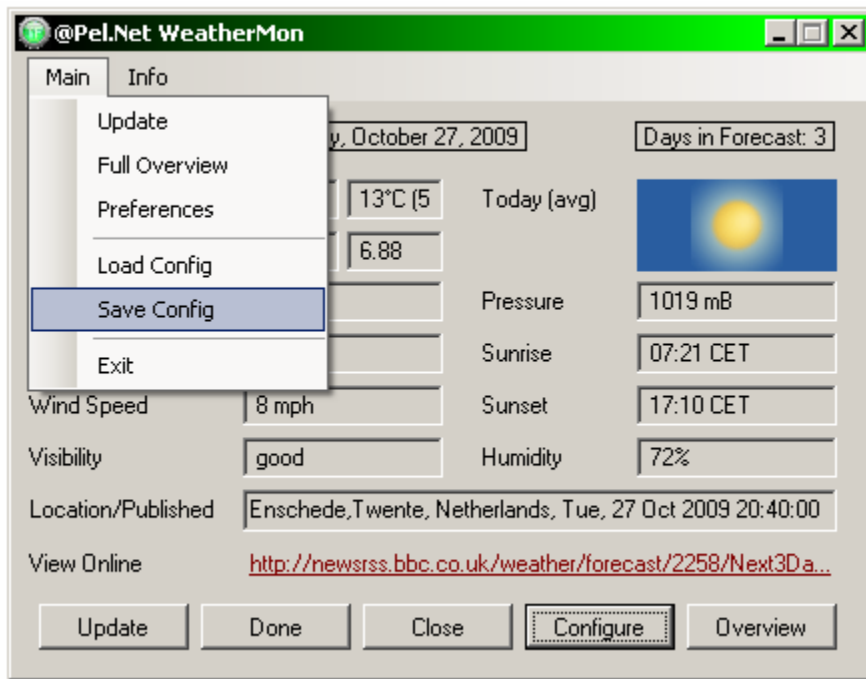 @Pel.Net WeatherMon
Main Info
Update
Full Overview
Preferences
Load Config
Save Config
Exit
October 27, 2009 Days in Forecast: 3
13°C (5 Today (avg)
6.88
Pressure 1019 mB
Sunrise 07:21 CET
Wind Speed 8 mph Sunset 17:10 CET
Visibility good Humidity 72%
Location/Published Enschede,Twente, Netherlands, Tue, 27 Oct 2009 20:40:00
View Online http://newsrss.bbc.co.uk/weather/forecast/2258/Next3Da...
Update Done Close Configure Overview